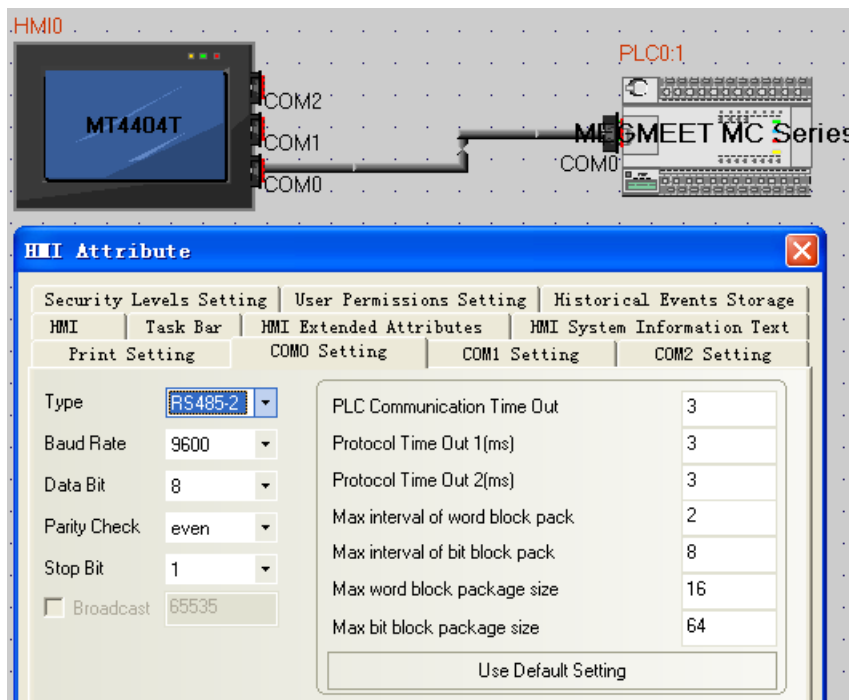 HMI0
PLC0:1
MT4404T
COM2
COM1
COM0
MEGMEET MC Series
COM0
HMI Attribute
Security Levels Setting User Permissions Setting Historical Events Storage
HMI Task Bar HMI Extended Attributes HMI System Information Text
Print Setting COM0 Setting COM1 Setting COM2 Setting
Type RS485-2
Baud Rate 9600
Data Bit 8
Parity Check even
Stop Bit 1
Broadcast 65535
PLC Communication Time Out 3
Protocol Time Out 1(ms) 3
Protocol Time Out 2(ms) 3
Max interval of word block pack 2
Max interval of bit block pack 8
Max word block package size 16
Max bit block package size 64
Use Default Setting